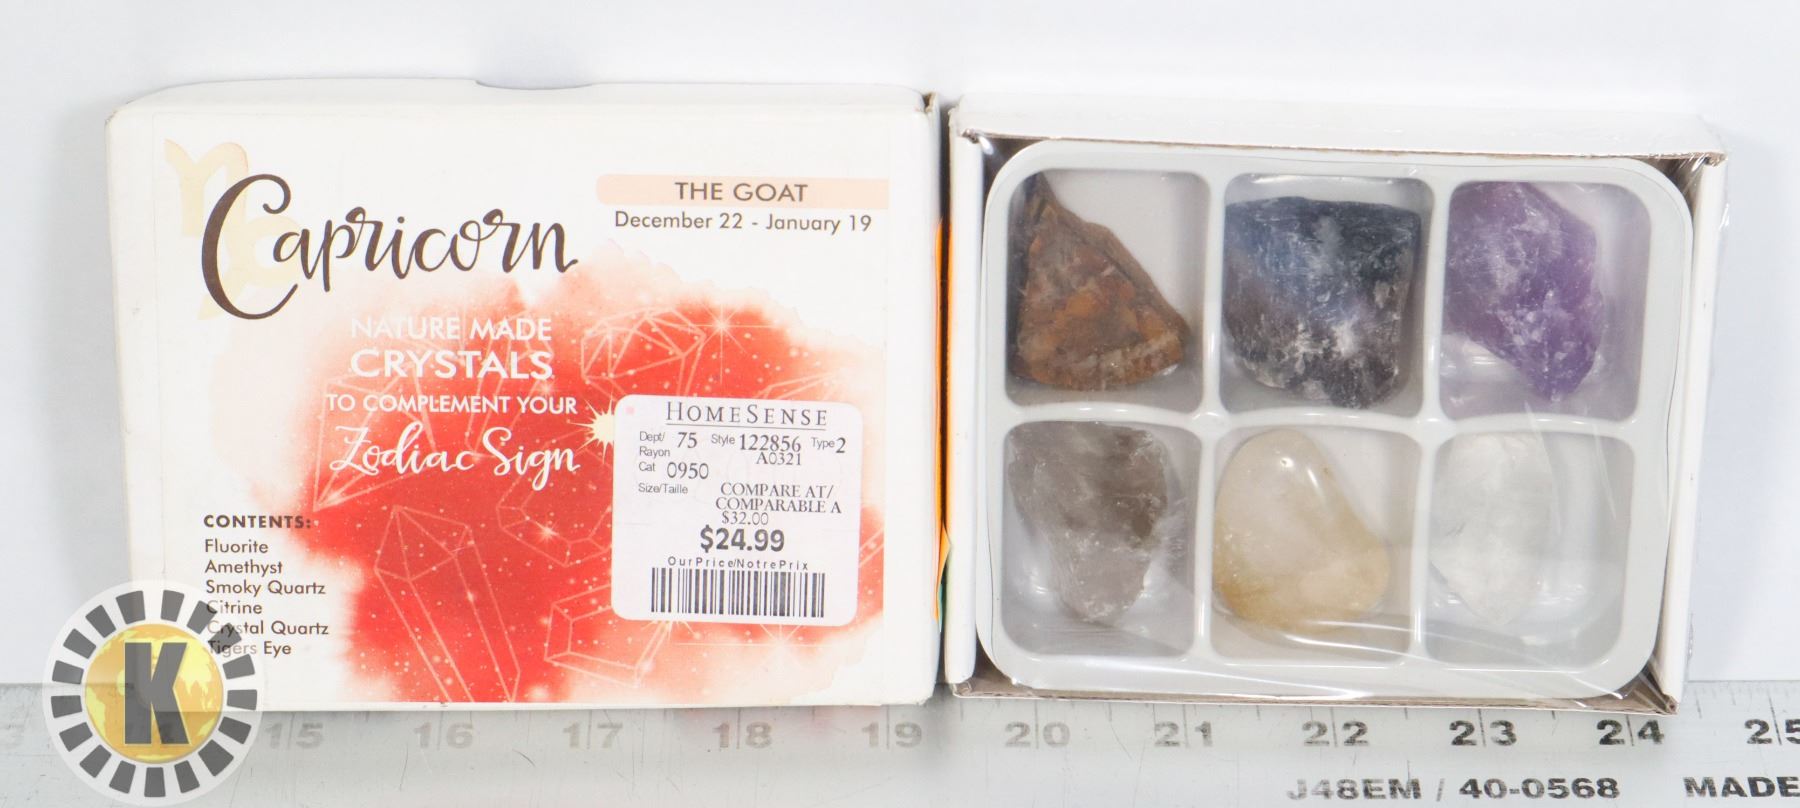 Capricorn
THE GOAT
December 22 - January 19
NATURE MADE
CRYSTALS
TO COMPLEMENT YOUR
Zodiac Sign
CONTENTS:
Fluorite
Amethyst
Smoky Quartz
Citrine
Crystal Quartz
Tigers Eye
HOMESENSE
Dept/ 75 Style 122856 Type 2
Rayon A0321
Cat 0950
Size/Taille COMPARE AT/
COMPARABLE A
$32.00
$24.99
OurPrice/NotrePrix
K
15 16 17 18 19 20 21 22 23 24 25
J48EM / 40-0568 MADE